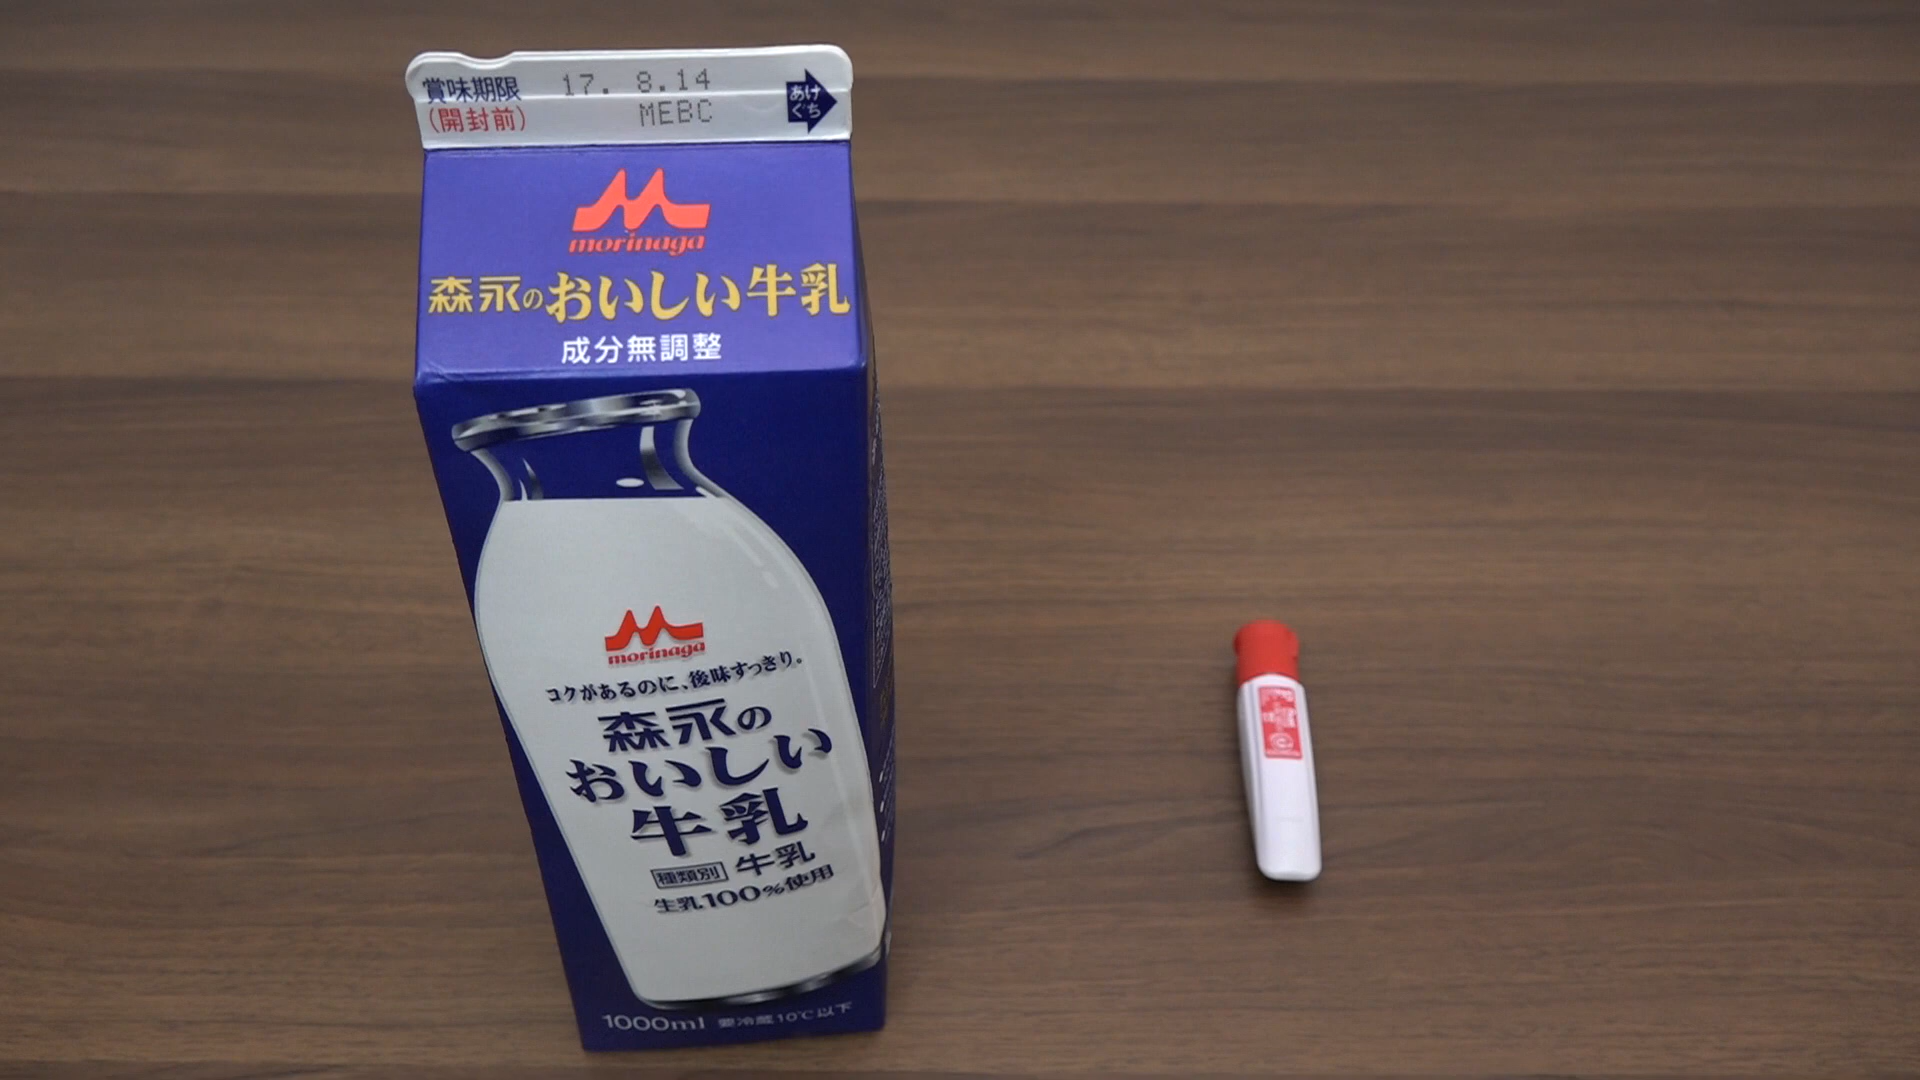 賞味期限 17. 8.14
(開封前) MEBC
あけ
ぐち
morinaga
森永のおいしい牛乳
成分無調整
morinaga
コクがあるのに、後味すっきり。
森永の
おいしい
牛乳
種類別 牛乳
生乳100%使用
1000ml 要冷蔵10℃以下